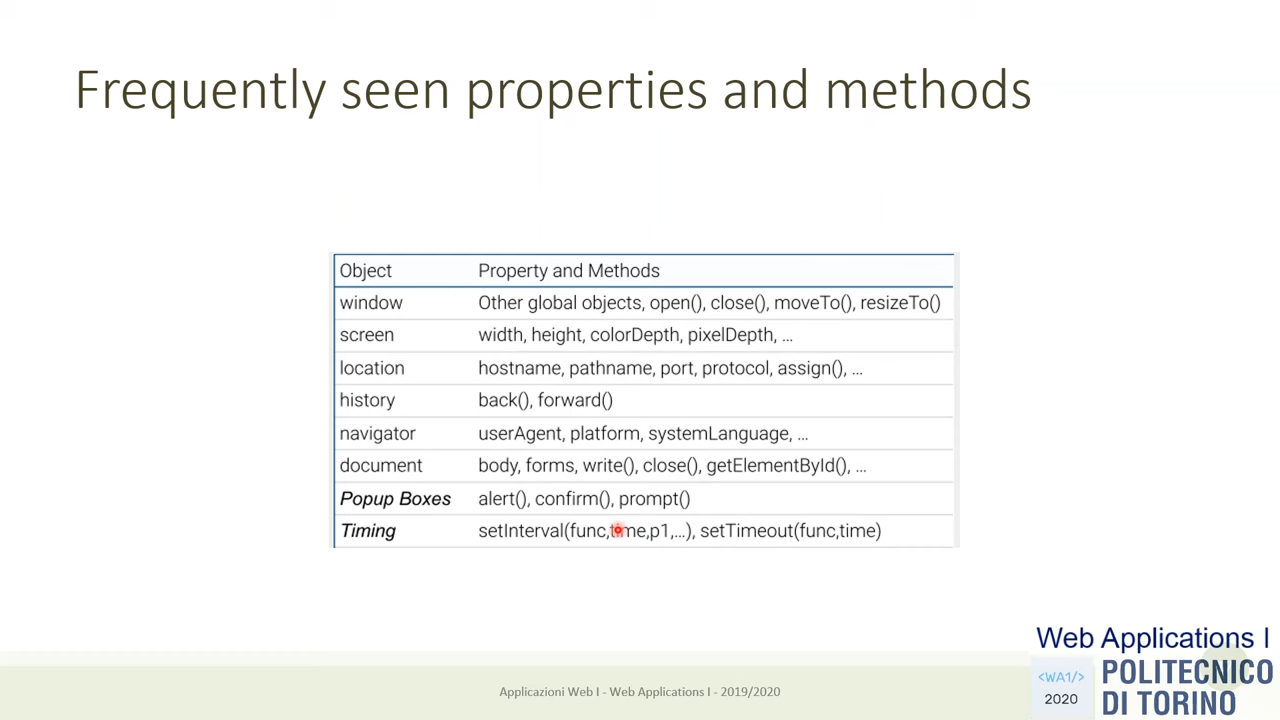 Frequently seen properties and methods
Object Property and Methods
window Other global objects, open(), close(), moveTo(), resizeTo()
screen width, height, colorDepth, pixelDepth, ...
location hostname, pathname, port, protocol, assign(), ...
history back(), forward()
navigator userAgent, platform, systemLanguage, ...
document body, forms, write(), close(), getElementById(), ...
Popup Boxes alert(), confirm(), prompt()
Timing setInterval(func,time,p1,...), setTimeout(func,time)
Applicazioni Web I - Web Applications I - 2019/2020
Web Applications I
<WA1/>
2020
POLITECNICO
DI TORINO